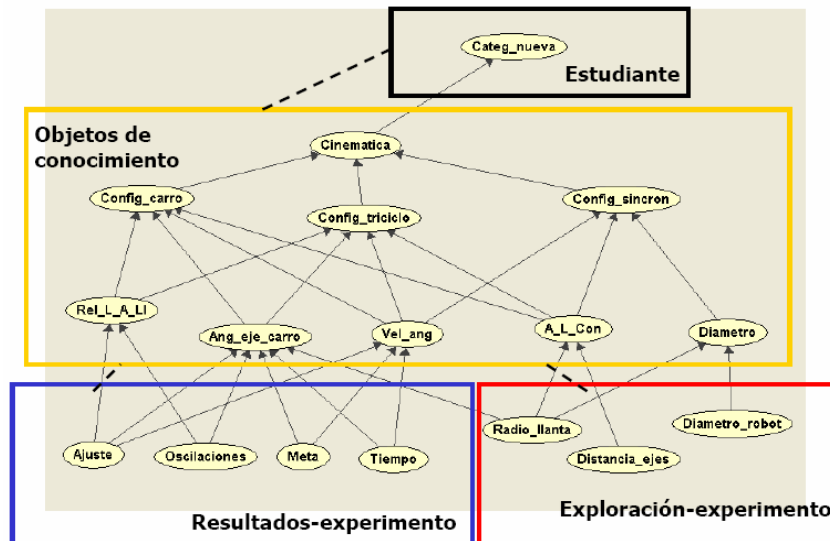 Categ_nueva
Estudiante
Objetos de
conocimiento
Cinematica
Config_carro
Config_triciclo
Config_sincron
Rel_L_A_Ll
Ang_eje_carro
Vel_ang
A_L_Con
Diametro
Ajuste
Oscilaciones
Meta
Tiempo
Radio_llanta
Distancia_ejes
Diametro_robot
Resultados-experimento
Exploración-experimento